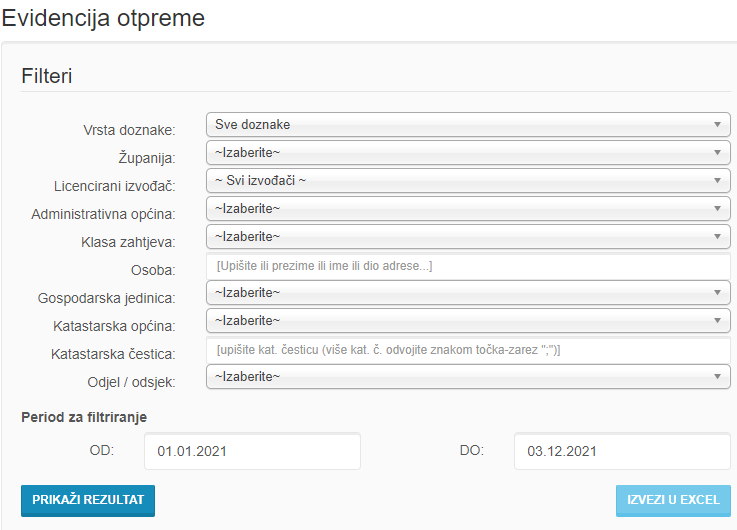 Evidencija otpreme
Filteri
Vrsta doznake: Sve doznake
Županija: ~Izaberite~
Licencirani izvođač: ~ Svi izvođači ~
Administrativna općina: ~Izaberite~
Klasa zahtjeva: ~Izaberite~
Osoba: [Upišite ili prezime ili ime ili dio adrese...]
Gospodarska jedinica: ~Izaberite~
Katastarska općina: ~Izaberite~
Katastarska čestica: [upišite kat. česticu (više kat. č. odvojite znakom točka-zarez ";")]
Odjel / odsjek: ~Izaberite~
Period za filtriranje
OD: 01.01.2021 DO: 03.12.2021
PRIKAŽI REZULTAT IZVEZI U EXCEL